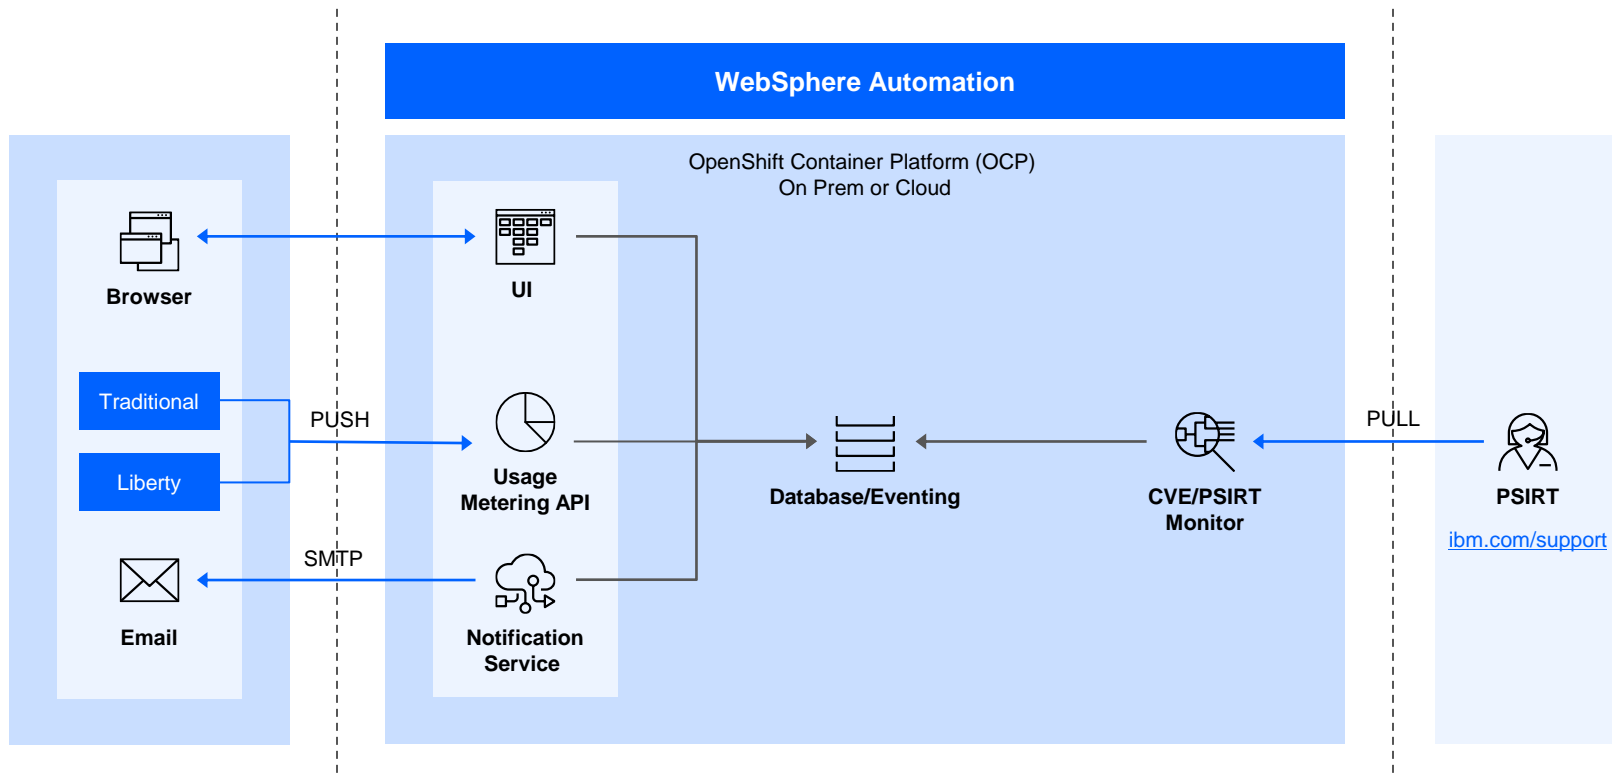 WebSphere Automation
OpenShift Container Platform (OCP)
On Prem or Cloud
Browser
Traditional
Liberty
Email
PUSH
SMTP
UI
Usage
Metering API
Notification
Service
Database/Eventing
CVE/PSIRT
Monitor
PULL
PSIRT
ibm.com/support